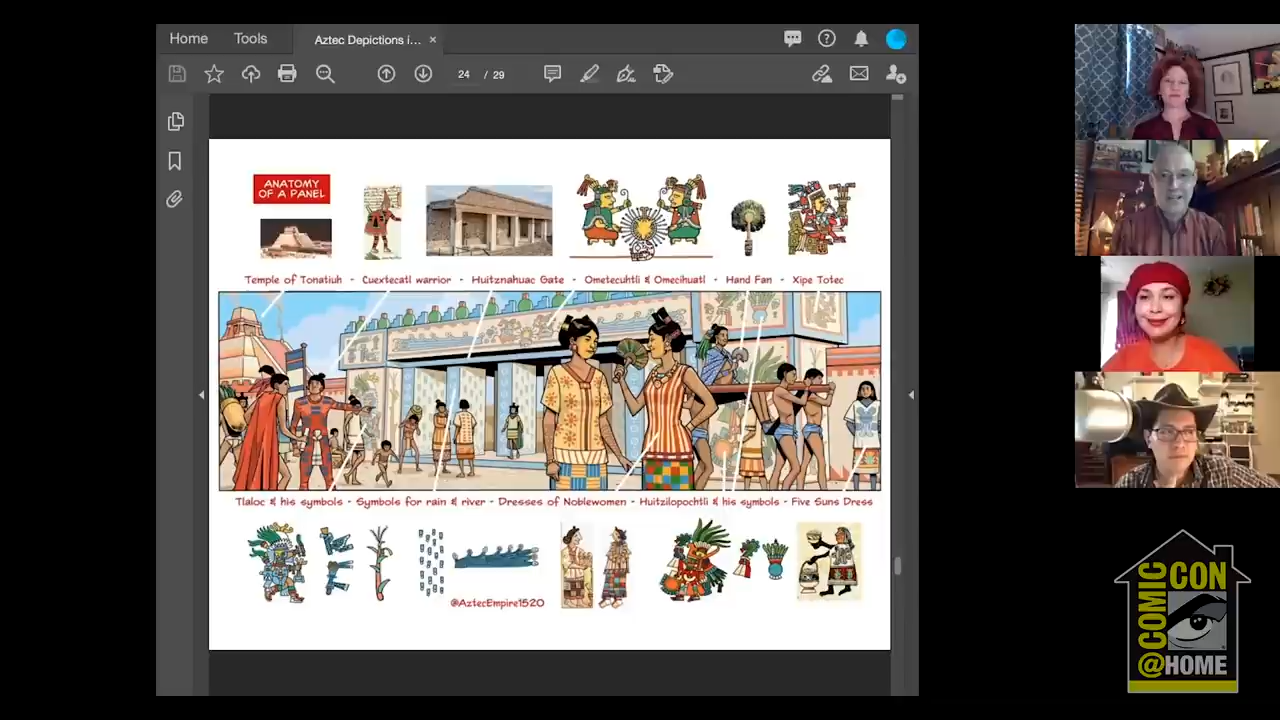 Home Tools Aztec Depictions i... ×
24 / 29
ANATOMY
OF A PANEL
Temple of Tonatiuh - Cuextecatl warrior - Huitznahuac Gate - Ometecuhtli & Omecihuatl - Hand Fan - Xipe Totec
Tlaloc & his symbols - Symbols for rain & river - Dresses of Noblewomen - Huitzilopochtli & his symbols - Five Suns Dress
@AztecEmpire1520
@COMIC
CON
@HOME